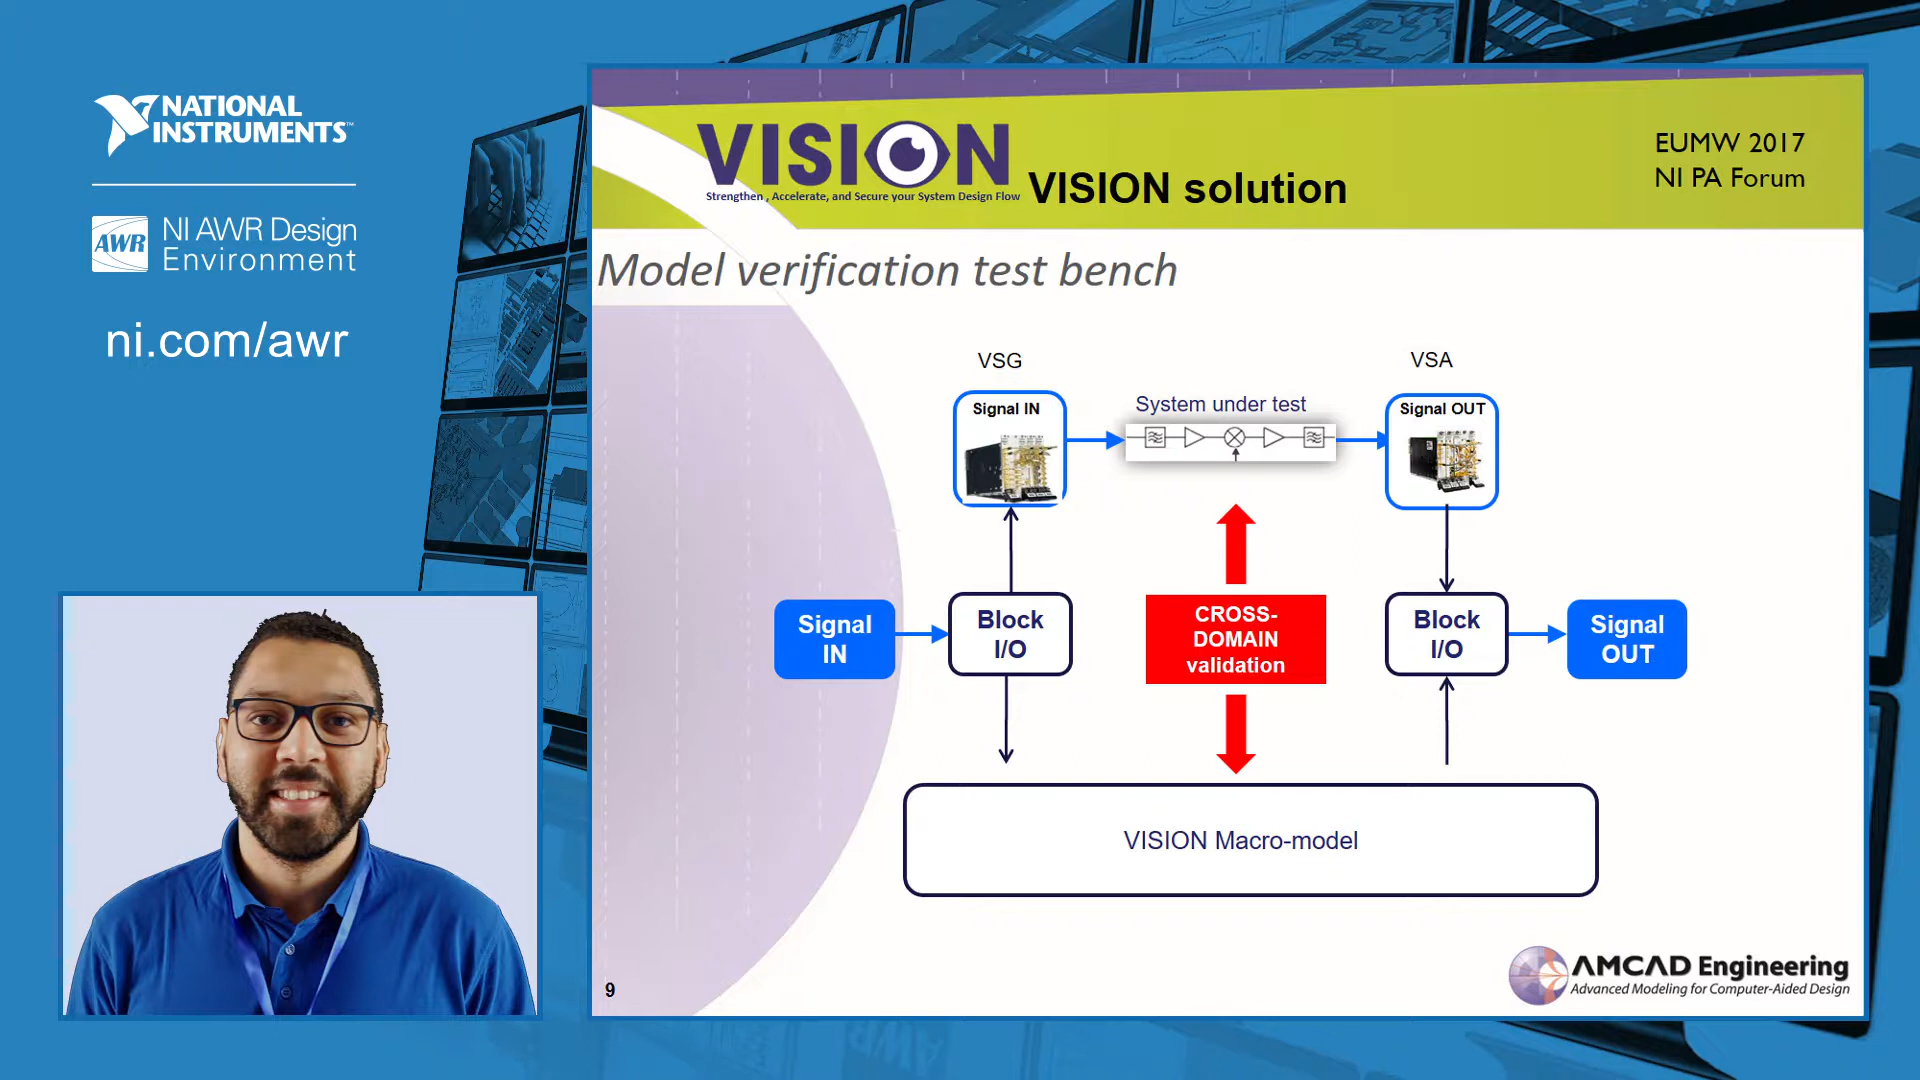 NATIONAL
INSTRUMENTS™
AWR
NI AWR Design
Environment
ni.com/awr
VISION
Strengthen , Accelerate, and Secure your System Design Flow
VISION solution
EUMW 2017
NI PA Forum
Model verification test bench
VSG
VSA
Signal IN
System under test
Signal OUT
Signal
IN
Block
I/O
CROSS-
DOMAIN
validation
Block
I/O
Signal
OUT
VISION Macro-model
AMCAD Engineering
Advanced Modeling for Computer-Aided Design
9